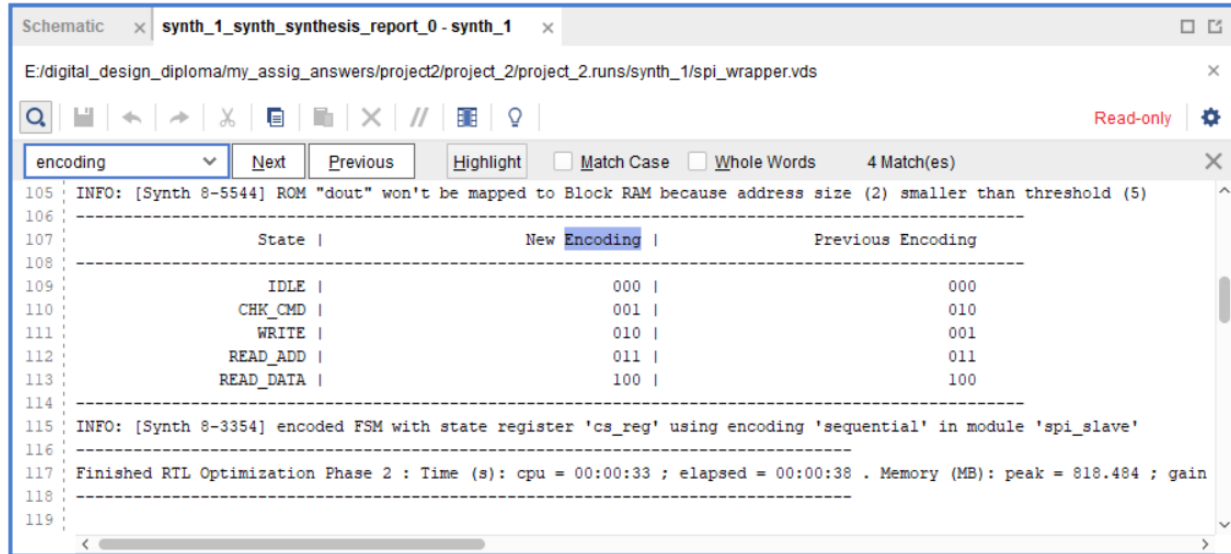 Schematic × synth_1_synth_synthesis_report_0 - synth_1 ×
E:/digital_design_diploma/my_assig_answers/project2/project_2/project_2.runs/synth_1/spi_wrapper.vds
Read-only
encoding Next Previous Highlight Match Case Whole Words 4 Match(es)
105 INFO: [Synth 8-5544] ROM "dout" won't be mapped to Block RAM because address size (2) smaller than threshold (5)
106 ---------------------------------------------------------------------------------------------------
107 State | New Encoding | Previous Encoding
108 ---------------------------------------------------------------------------------------------------
109 IDLE | 000 | 000
110 CHK_CMD | 001 | 010
111 WRITE | 010 | 001
112 READ_ADD | 011 | 011
113 READ_DATA | 100 | 100
114 ---------------------------------------------------------------------------------------------------
115 INFO: [Synth 8-3354] encoded FSM with state register 'cs_reg' using encoding 'sequential' in module 'spi_slave'
116 ---------------------------------------------------------------------------------
117 Finished RTL Optimization Phase 2 : Time (s): cpu = 00:00:33 ; elapsed = 00:00:38 . Memory (MB): peak = 818.484 ; gain
118 ---------------------------------------------------------------------------------
119